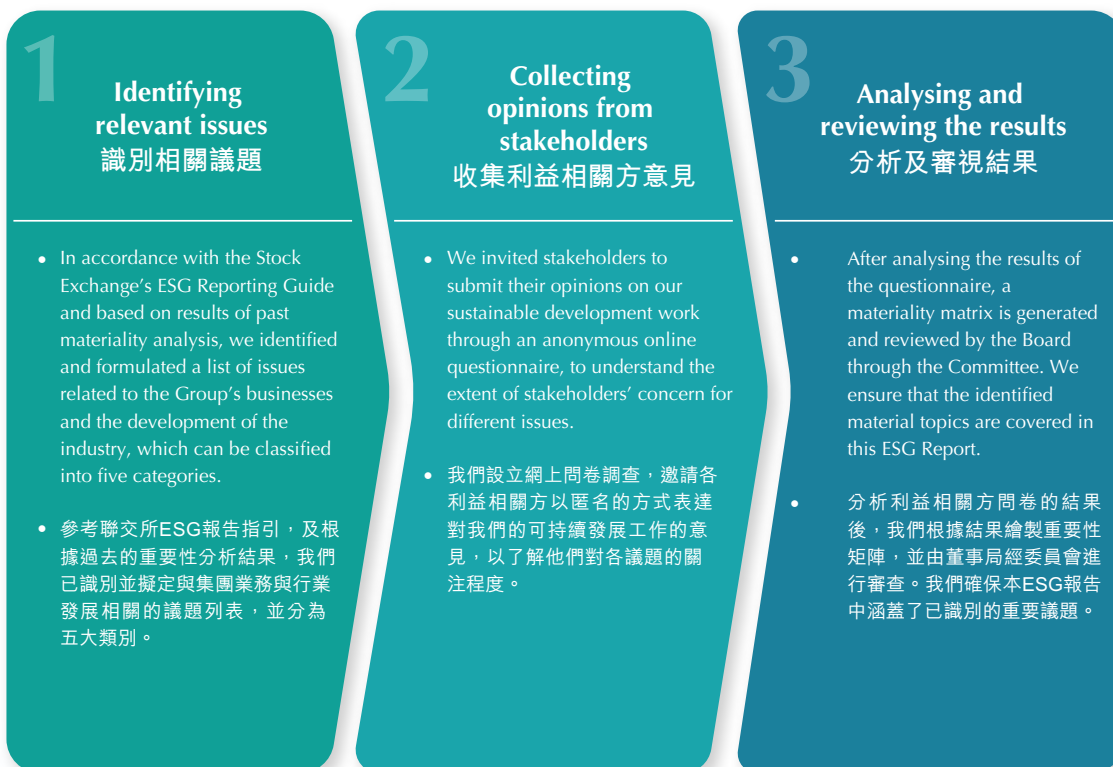 1
Identifying
relevant issues
識別相關議題
• In accordance with the Stock
Exchange's ESG Reporting Guide
and based on results of past
materiality analysis, we identified
and formulated a list of issues
related to the Group's businesses
and the development of the
industry, which can be classified
into five categories.
• 參考聯交所ESG報告指引，及根
據過去的重要性分析結果，我們
已識別並擬定與集團業務與行業
發展相關的議題列表，並分為
五大類別。
2
Collecting
opinions from
stakeholders
收集利益相關方意見
• We invited stakeholders to
submit their opinions on our
sustainable development work
through an anonymous online
questionnaire, to understand the
extent of stakeholders' concern for
different issues.
• 我們設立網上問卷調查，邀請各
利益相關方以匿名的方式表達
對我們的可持續發展工作的意
見，以了解他們對各議題的關
注程度。
3
Analysing and
reviewing the results
分析及審視結果
• After analysing the results of
the questionnaire, a
materiality matrix is generated
and reviewed by the Board
through the Committee. We
ensure that the identified
material topics are covered in
this ESG Report.
• 分析利益相關方問卷的結果
後，我們根據結果繪製重要性
矩陣，並由董事局經委員會進
行審查。我們確保本ESG報告
中涵蓋了已識別的重要議題。